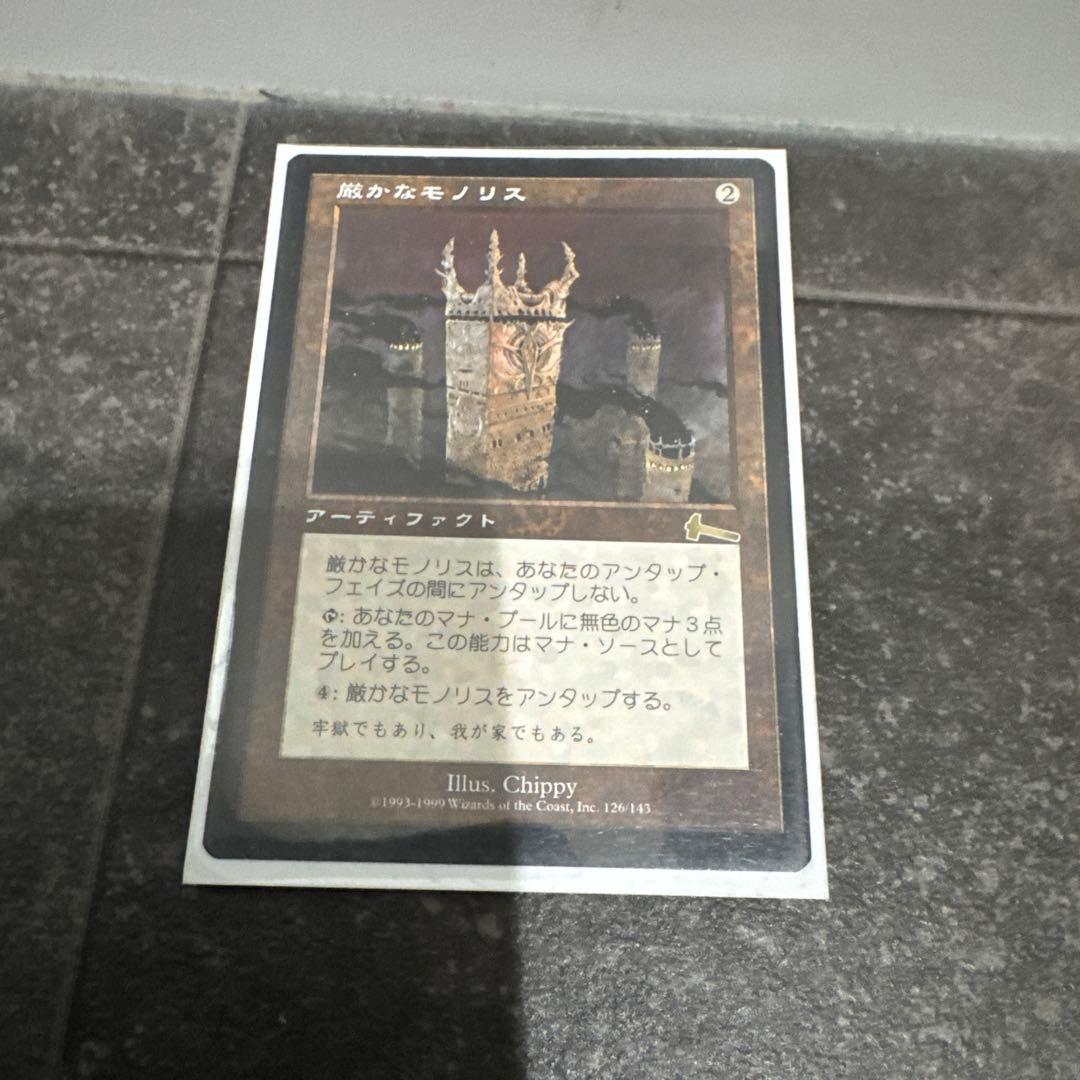 厳かなモノリス 2
アーティファクト
厳かなモノリスは、あなたのアンタップ・
フェイズの間にアンタップしない。
: あなたのマナ・プールに無色のマナ3点
を加える。この能力はマナ・ソースとして
プレイする。
4: 厳かなモノリスをアンタップする。
牢獄でもあり、我が家でもある。
Illus. Chippy
©1993-1999 Wizards of the Coast, Inc. 126/143